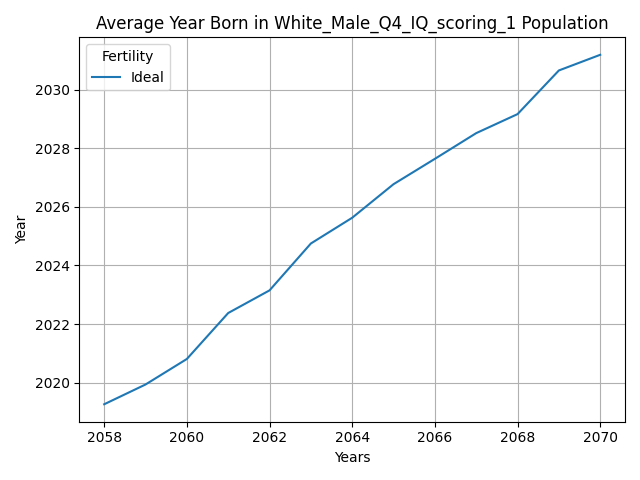 Average Year Born in White_Male_Q4_IQ_scoring_1 Population
Fertility
Ideal
Year
2030
2028
2026
2024
2022
2020
2058 2060 2062 2064 2066 2068 2070
Years